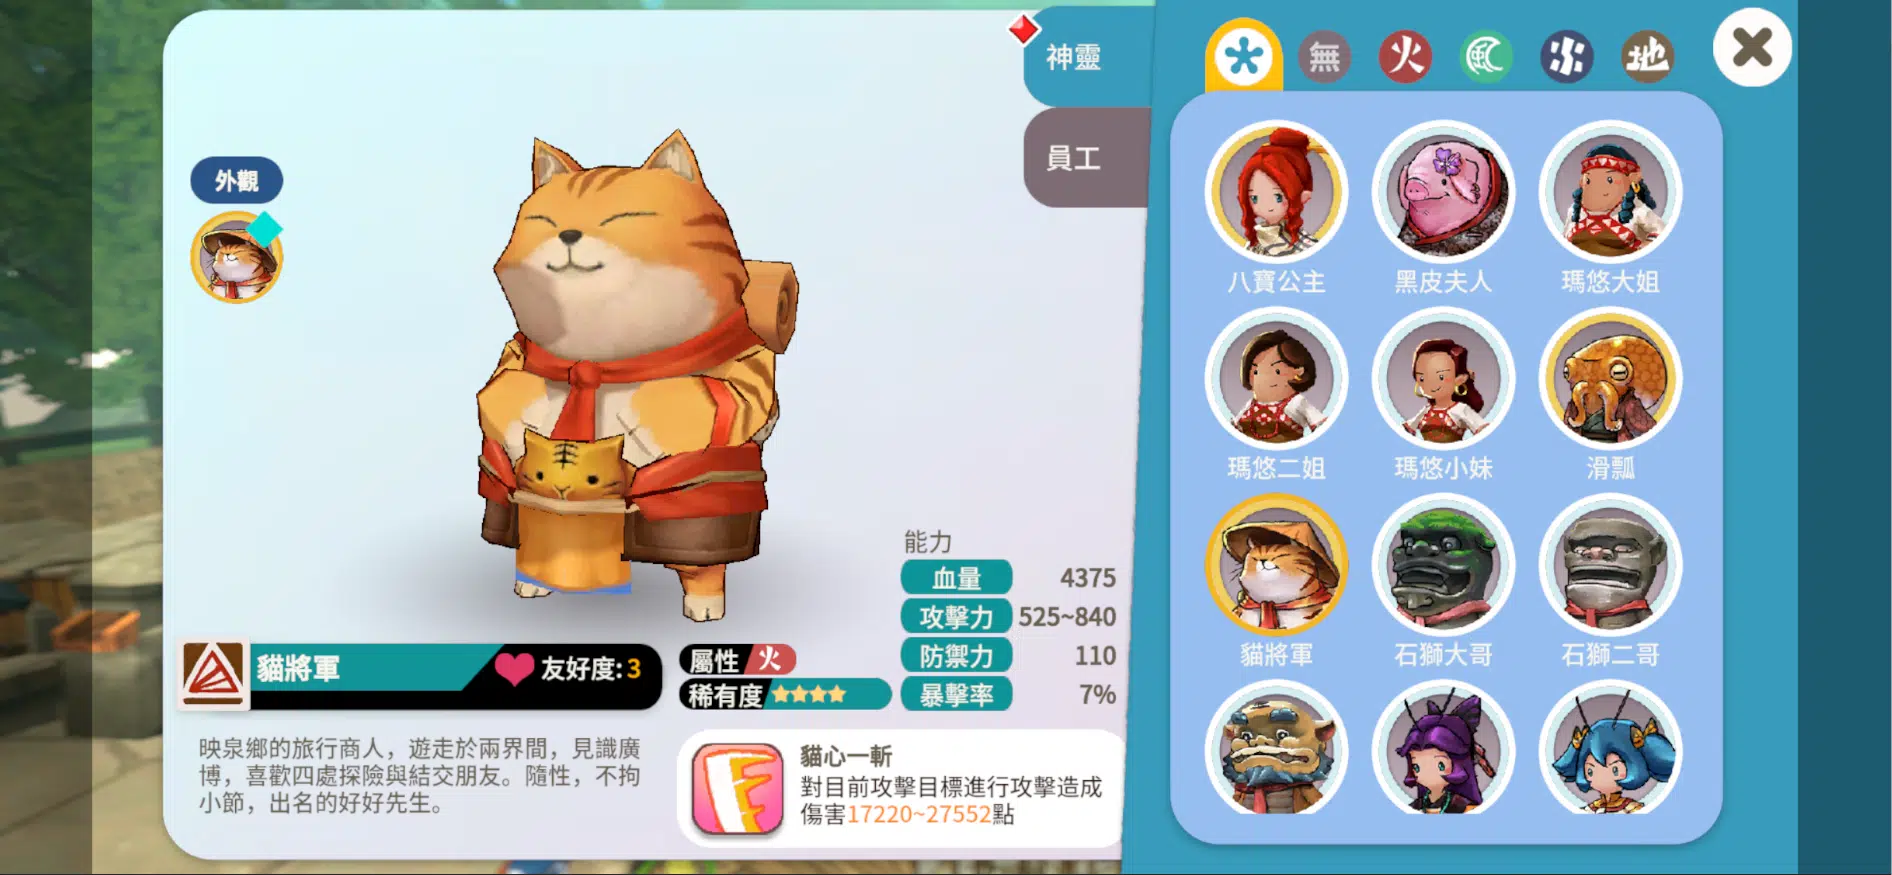 神靈
員工
外觀
能力
血量 4375
攻擊力 525~840
防禦力 110
暴擊率 7%
貓將軍
友好度:3
屬性 火
稀有度
映泉鄉的旅行商人，遊走於兩界間，見識廣
博，喜歡四處探險與結交朋友。隨性，不拘
小節，出名的好好先生。
貓心一斬
對目前攻擊目標進行攻擊造成
傷害17220~27552點
無 火 風 水 地
八寶公主 黑皮夫人 瑪悠大姐
瑪悠二姐 瑪悠小妹 滑瓢
貓將軍 石獅大哥 石獅二哥